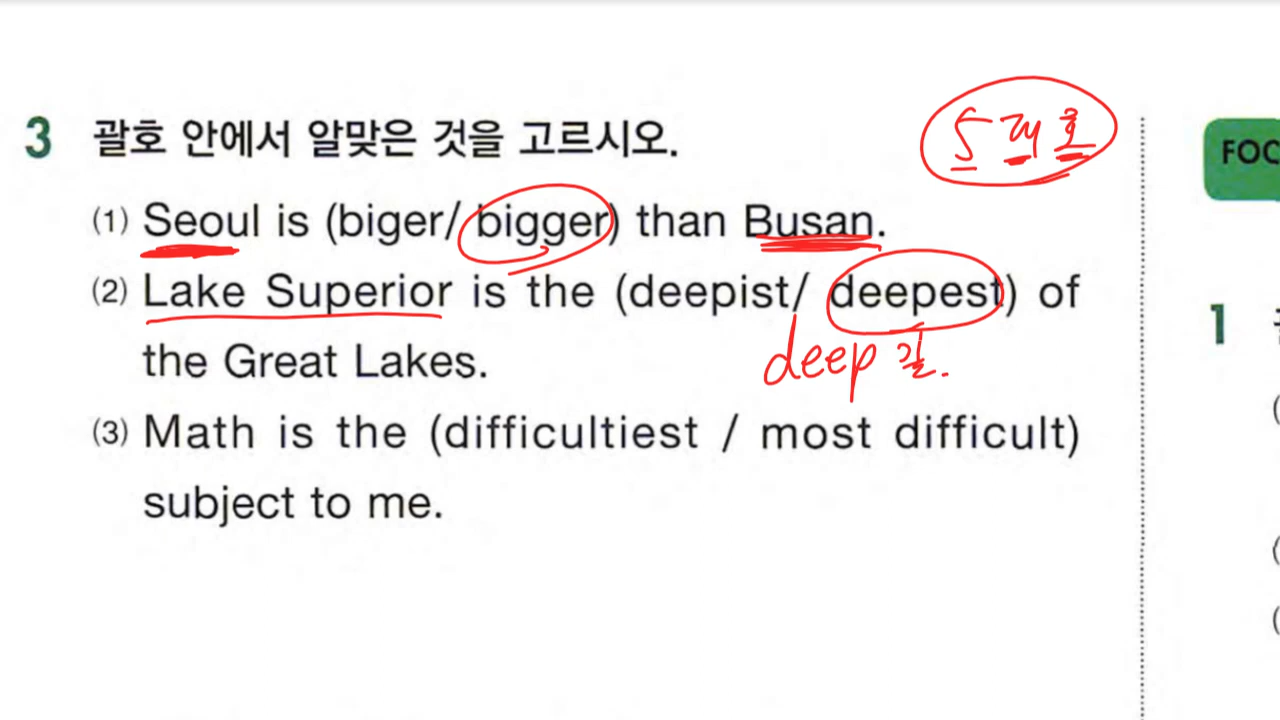 5대호
3 괄호 안에서 알맞은 것을 고르시오.
(1) Seoul is (biger/ bigger) than Busan.
(2) Lake Superior is the (deepist/ deepest) of
the Great Lakes.
deep
(3) Math is the (difficultiest / most difficult)
subject to me.
FOC
1